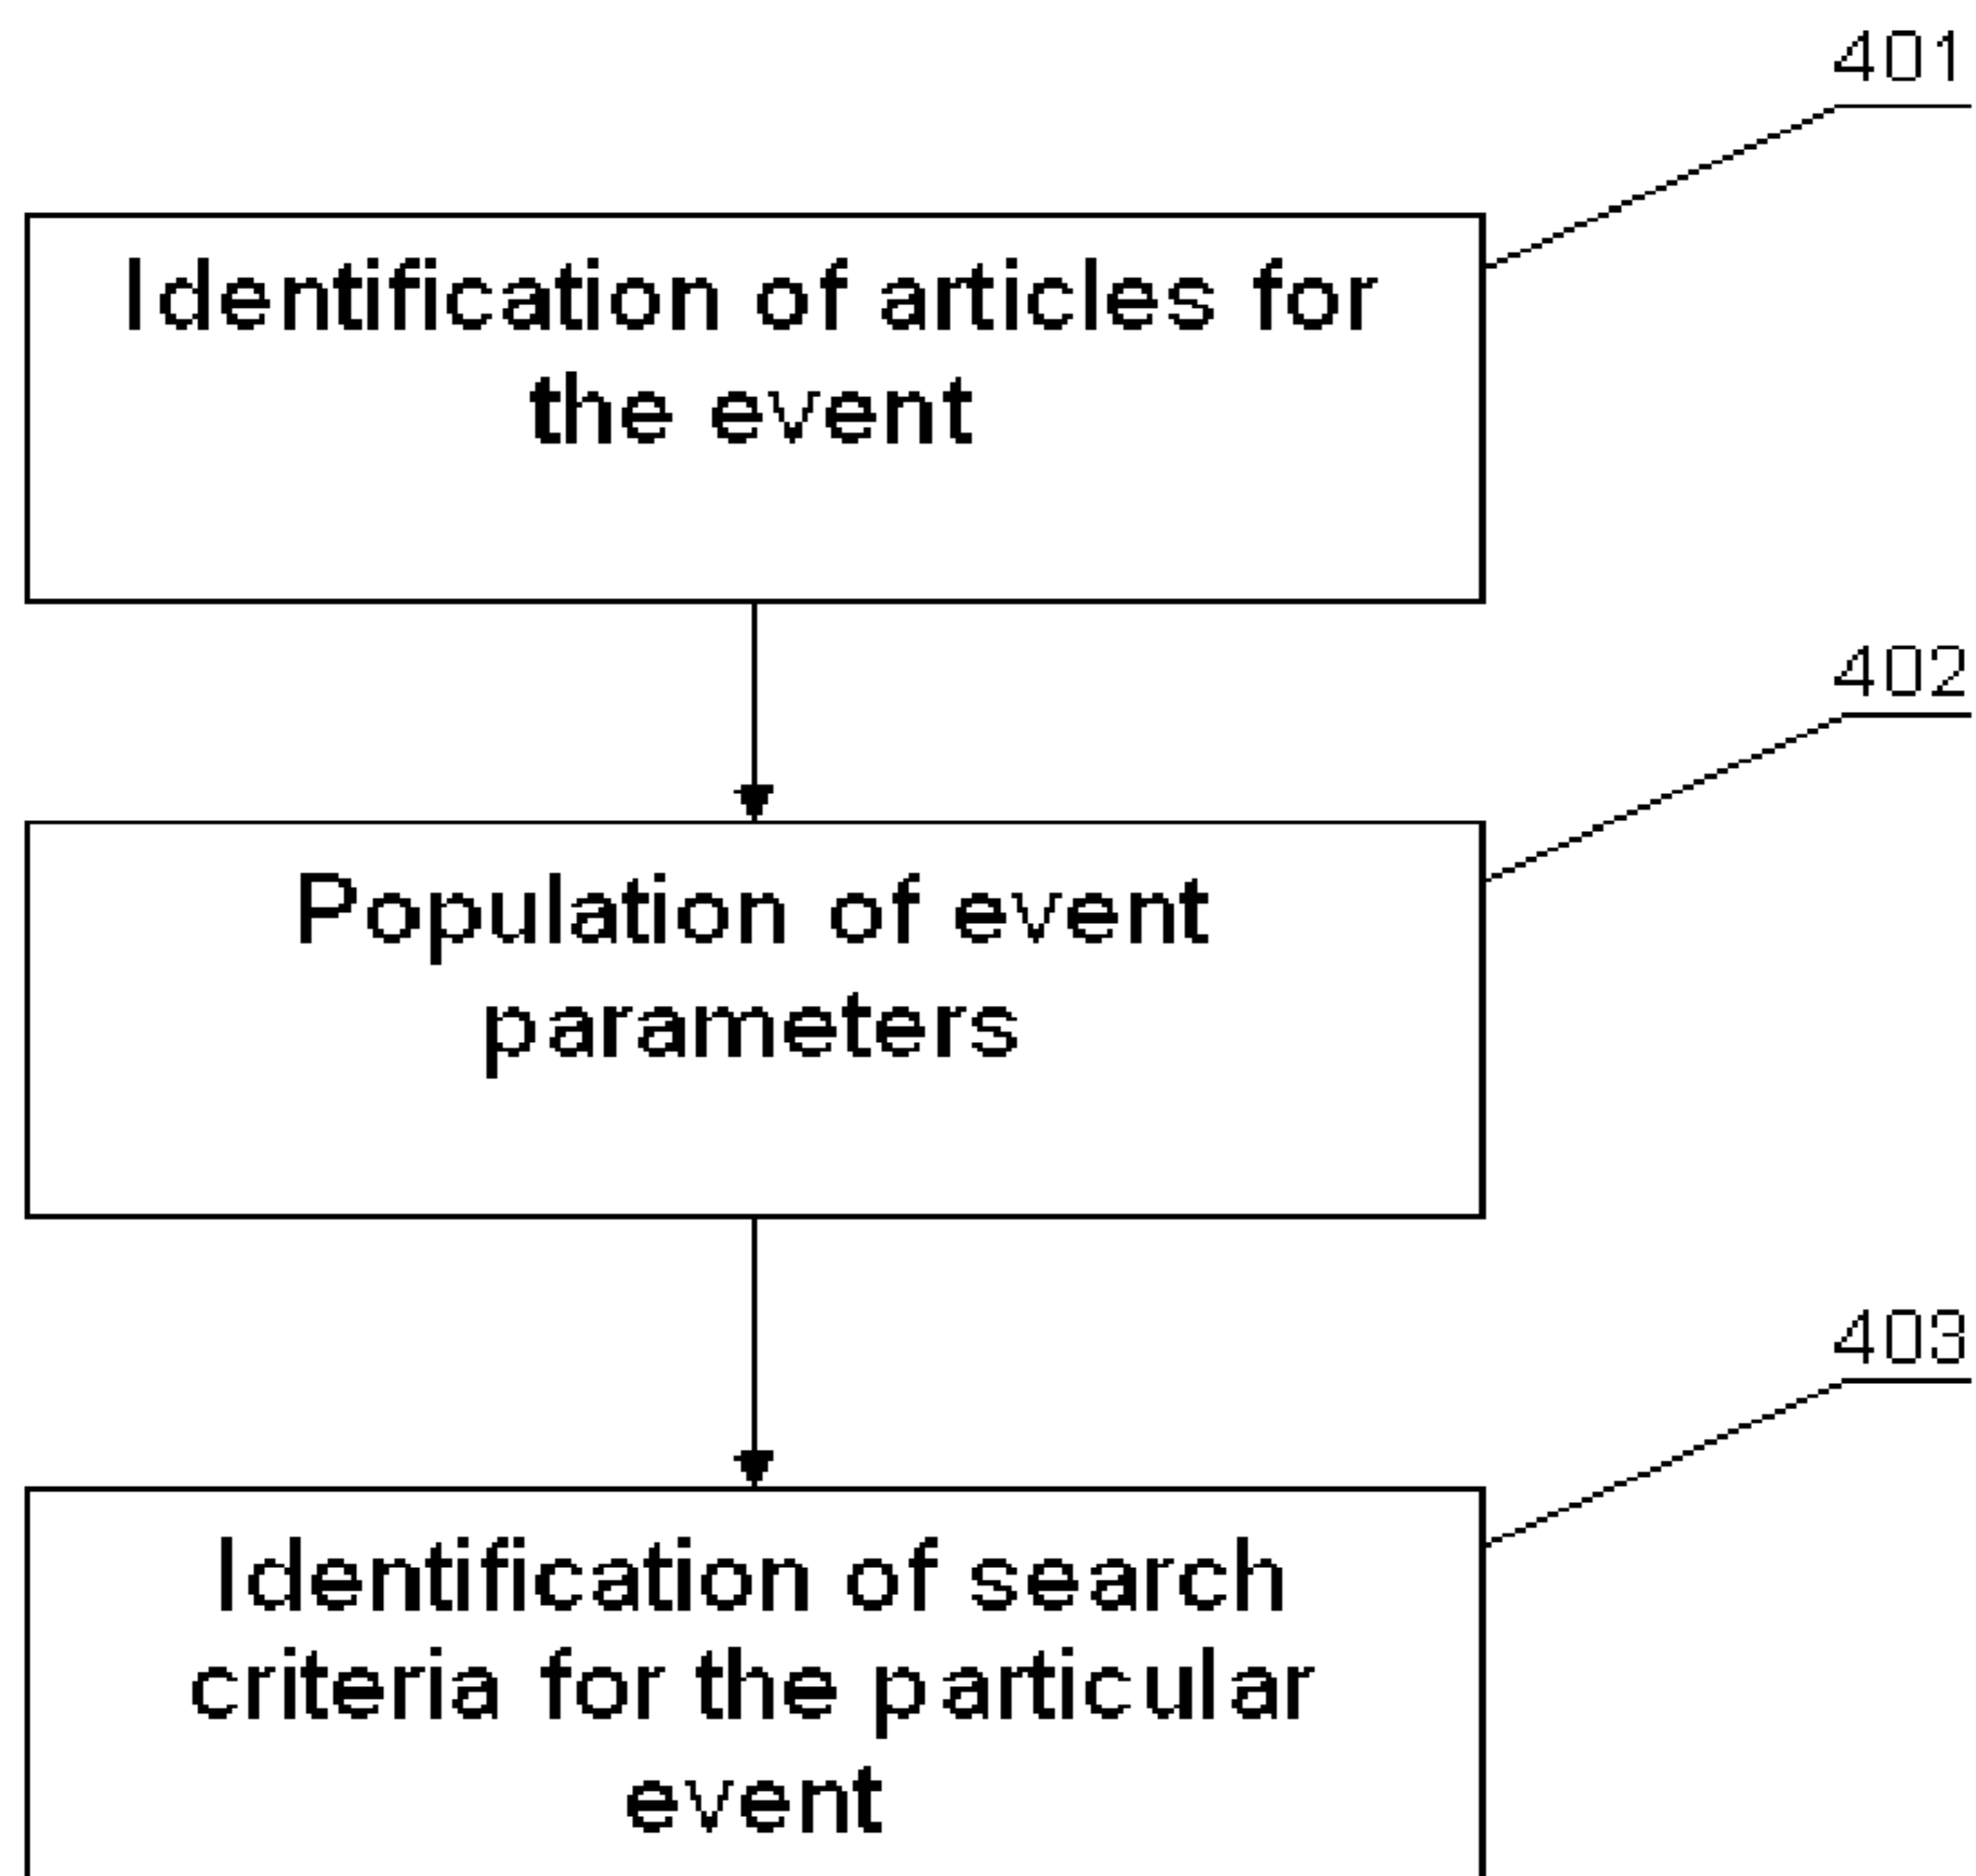 401
Identification of articles for
the event
402
Population of event
parameters
403
Identification of search
criteria for the particular
event